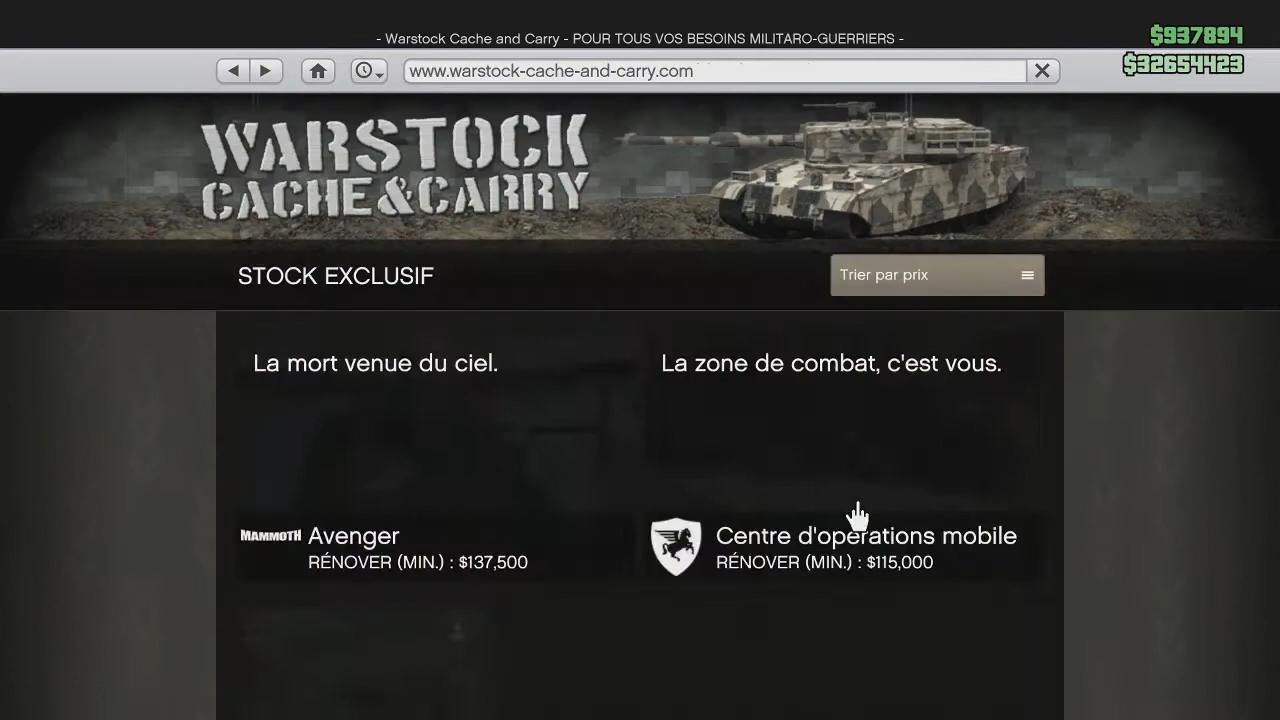 - Warstock Cache and Carry - POUR TOUS VOS BESOINS MILITARO-GUERRIERS -
$937894
www.warstock-cache-and-carry.com
$32654423
WARSTOCK
CACHE&CARRY
STOCK EXCLUSIF
Trier par prix
La mort venue du ciel.
La zone de combat, c'est vous.
MAMMOTH
Avenger
RÉNOVER (MIN.) : $137,500
Centre d'opérations mobile
RÉNOVER (MIN.) : $115,000